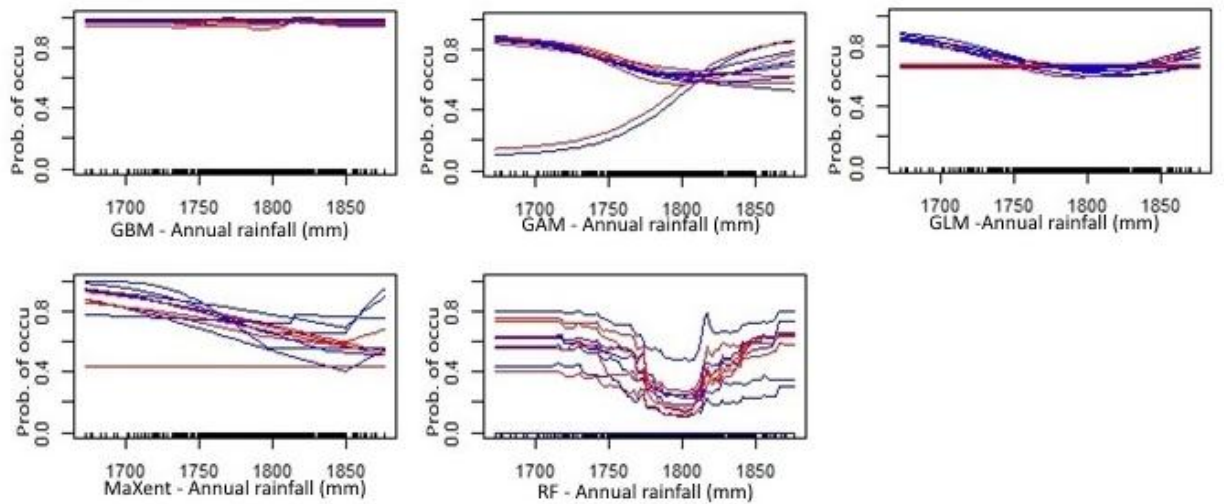 Prob. of occu
0.0 0.4 0.8
1700 1750 1800 1850
GBM - Annual rainfall (mm)
Prob. of occu
0.0 0.4 0.8
1700 1750 1800 1850
GAM - Annual rainfall (mm)
Prob. of occu
0.0 0.4 0.8
1700 1750 1800 1850
GLM -Annual rainfall (mm)
Prob. of occu
0.0 0.4 0.8
1700 1750 1800 1850
MaXent - Annual rainfall (mm)
Prob. of occu
0.0 0.4 0.8
1700 1750 1800 1850
RF - Annual rainfall (mm)